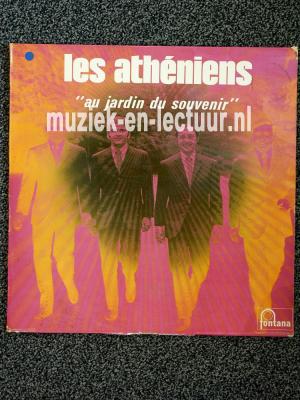 les athéniens
"au jardin du souvenir"
muziek-en-lectuur.nl
fontana